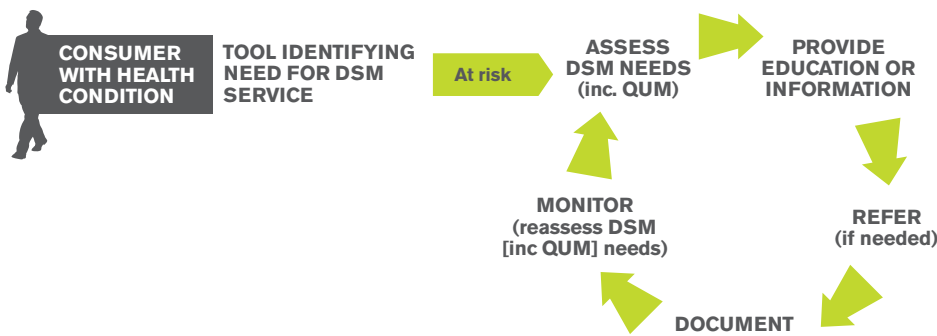 CONSUMER
WITH HEALTH
CONDITION
TOOL IDENTIFYING
NEED FOR DSM
SERVICE
At risk
ASSESS
DSM NEEDS
(inc. QUM)
PROVIDE
EDUCATION OR
INFORMATION
REFER
(if needed)
DOCUMENT
MONITOR
(reassess DSM
[inc QUM] needs)